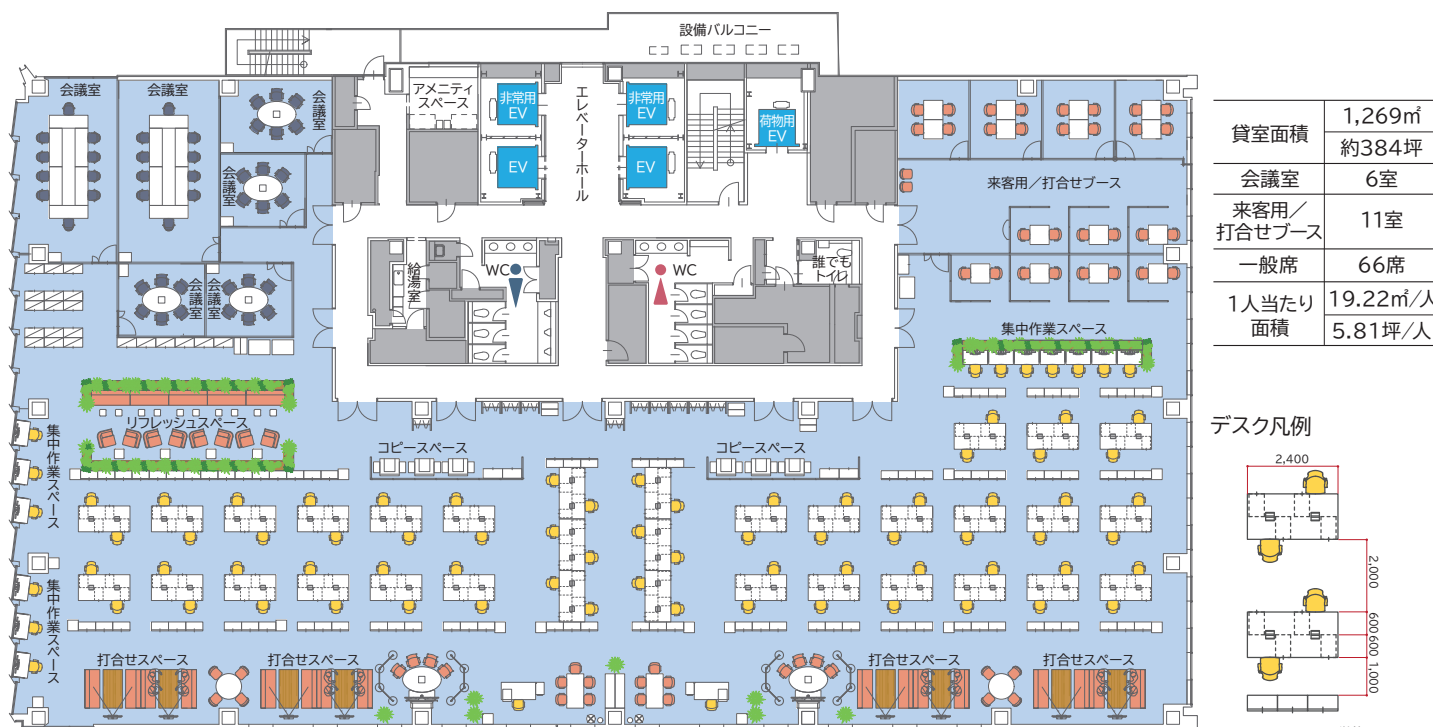 設備バルコニー
会議室
会議室
会議室
アメニティ
スペース
非常用
EV
エレベーターホール
非常用
EV
荷物用
EV
EV
EV
会議室
来客用／打合せブース
会議室
会議室
給湯室
WC
WC
誰でも
トイレ
集中作業スペース
リフレッシュスペース
コピースペース
コピースペース
集中作業スペース
集中作業スペース
打合せスペース
打合せスペース
打合せスペース
打合せスペース
貸室面積
1,269㎡
約384坪
会議室
6室
来客用／
打合せブース
11室
一般席
66席
1人当たり
面積
19.22㎡/人
5.81坪/人
デスク凡例
2,400
2,000
600
600
1,000